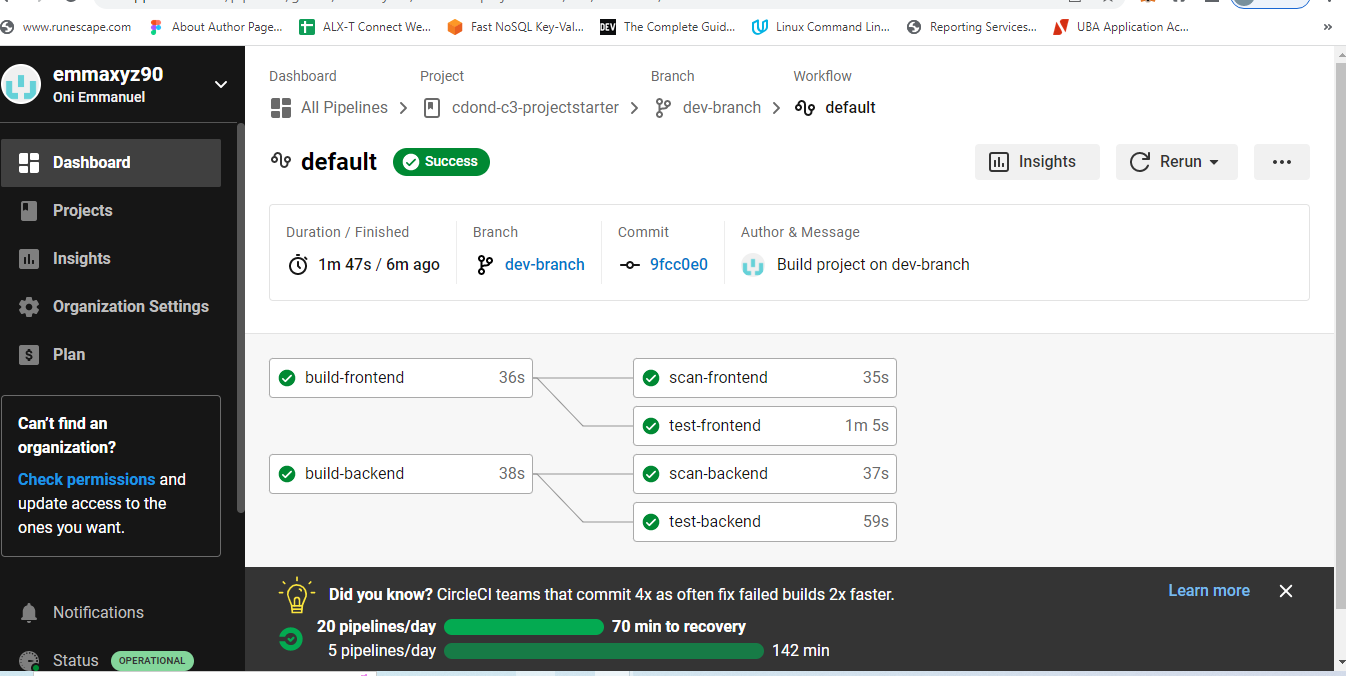 www.runescape.com About Author Page... ALX-T Connect We... Fast NoSQL Key-Val... DEV The Complete Guid... Linux Command Lin... Reporting Services... UBA Application Ac... »
emmaxyz90
Oni Emmanuel
Dashboard
Projects
Insights
Organization Settings
Plan
Can't find an
organization?
Check permissions and
update access to the
ones you want.
Notifications
Status OPERATIONAL
Dashboard Project Branch Workflow
All Pipelines cdond-c3-projectstarter dev-branch default
default Success Insights Rerun ...
Duration / Finished Branch Commit Author & Message
1m 47s / 6m ago dev-branch 9fcc0e0 Build project on dev-branch
build-frontend 36s scan-frontend 35s
test-frontend 1m 5s
build-backend 38s scan-backend 37s
test-backend 59s
Did you know? CircleCI teams that commit 4x as often fix failed builds 2x faster. Learn more
20 pipelines/day 70 min to recovery
5 pipelines/day 142 min